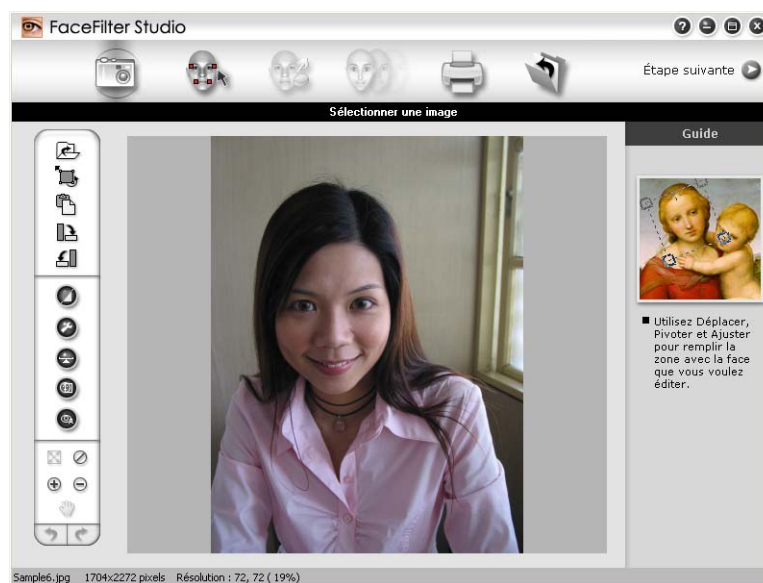 FaceFilter Studio
Étape suivante
Sélectionner une image
Guide
Utilisez Déplacer,
Pivoter et Ajuster
pour remplir la
zone avec la face
que vous voulez
éditer.
Sample6.jpg 1704x2272 pixels Résolution : 72, 72 ( 19%)